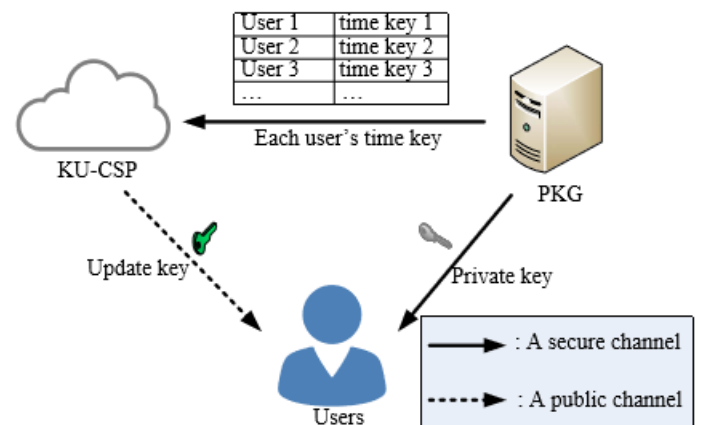 User 1 time key 1
User 2 time key 2
User 3 time key 3
... ...
Each user's time key
KU-CSP
PKG
Update key
Private key
: A secure channel
: A public channel
Users